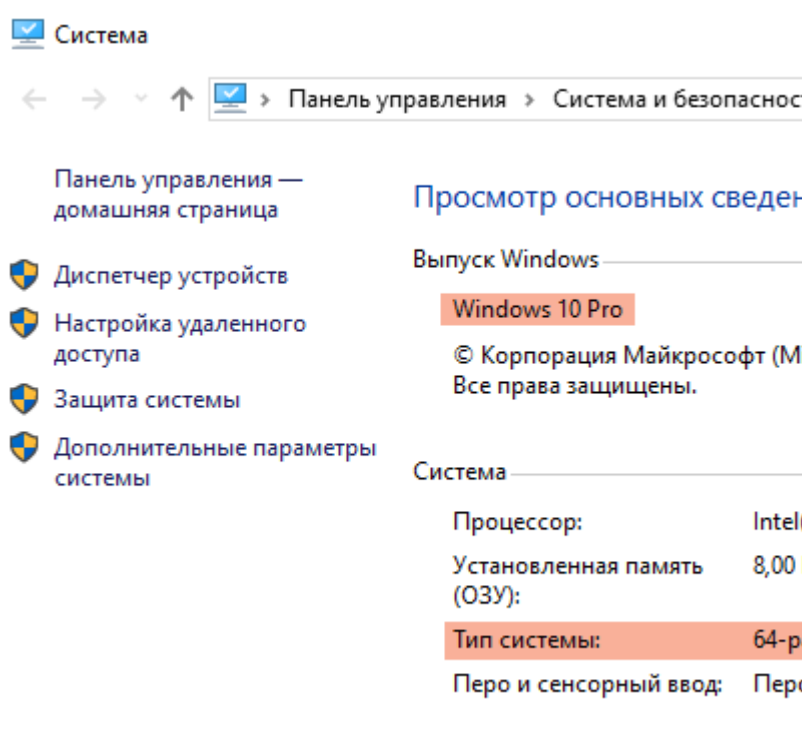 Система
Панель управления > Система и безопаснос
Панель управления —
домашняя страница
Диспетчер устройств
Настройка удаленного
доступа
Защита системы
Дополнительные параметры
системы
Просмотр основных сведен
Выпуск Windows
Windows 10 Pro
© Корпорация Майкрософт (M
Все права защищены.
Система
Процессор: Intel(
Установленная память 8,00
(ОЗУ):
Тип системы: 64-р
Перо и сенсорный ввод: Перо